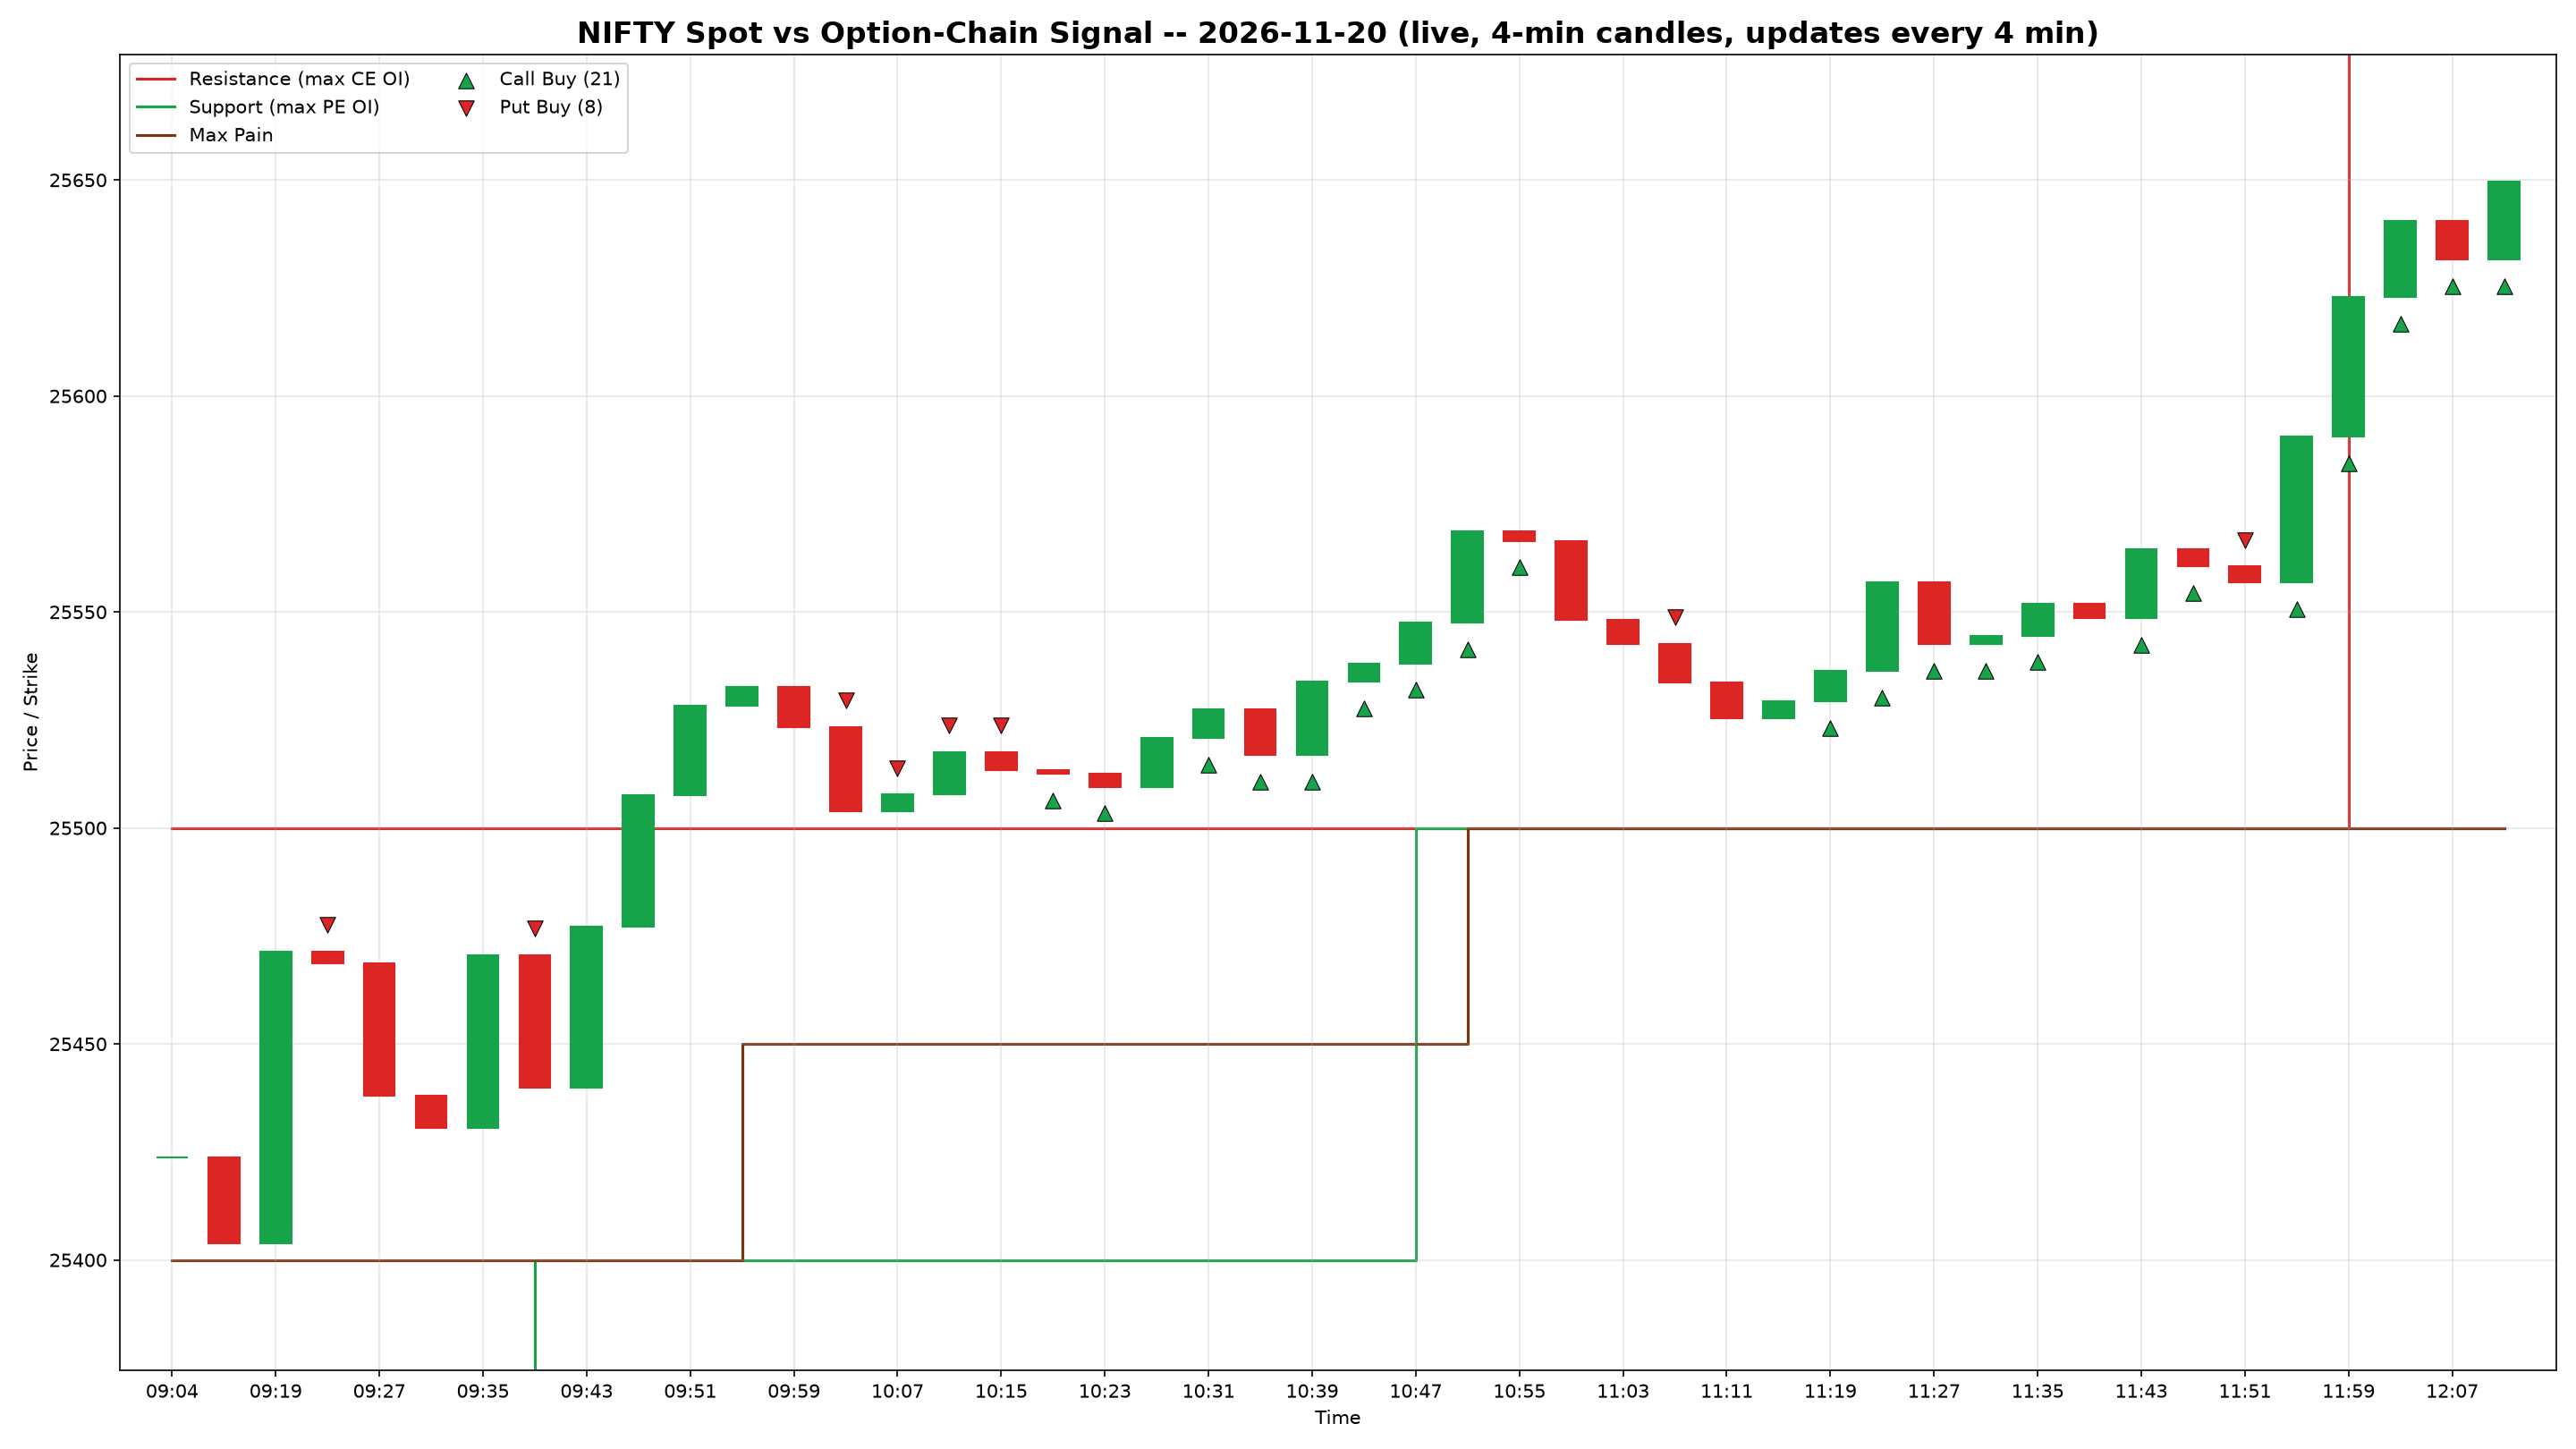 NIFTY Spot vs Option-Chain Signal -- 2026-11-20 (live, 4-min candles, updates every 4 min)
Resistance (max CE OI)
Support (max PE OI)
Max Pain
Call Buy (21)
Put Buy (8)
Price / Strike
25650
25600
25550
25500
25450
25400
09:04 09:19 09:27 09:35 09:43 09:51 09:59 10:07 10:15 10:23 10:31 10:39 10:47 10:55 11:03 11:11 11:19 11:27 11:35 11:43 11:51 11:59 12:07
Time